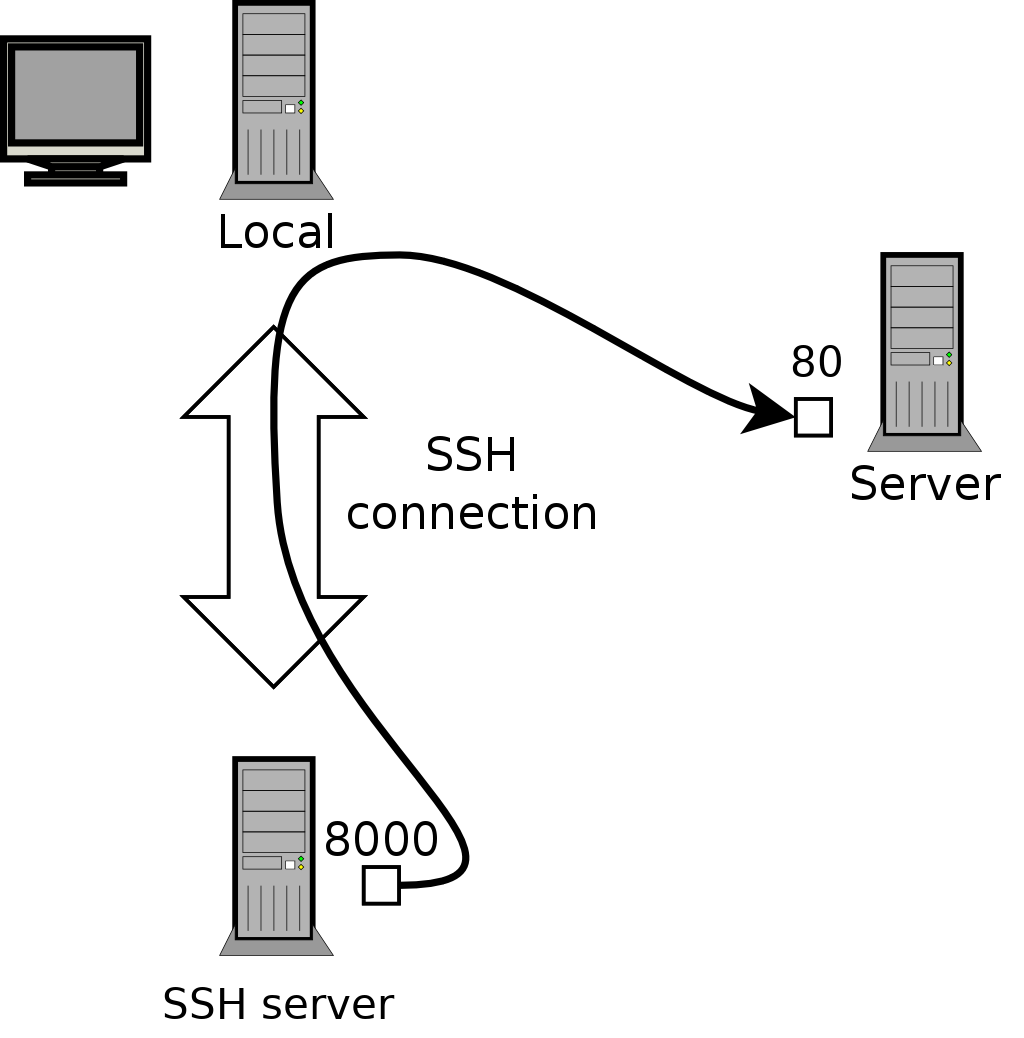 Local
80
SSH
connection
Server
8000
SSH server